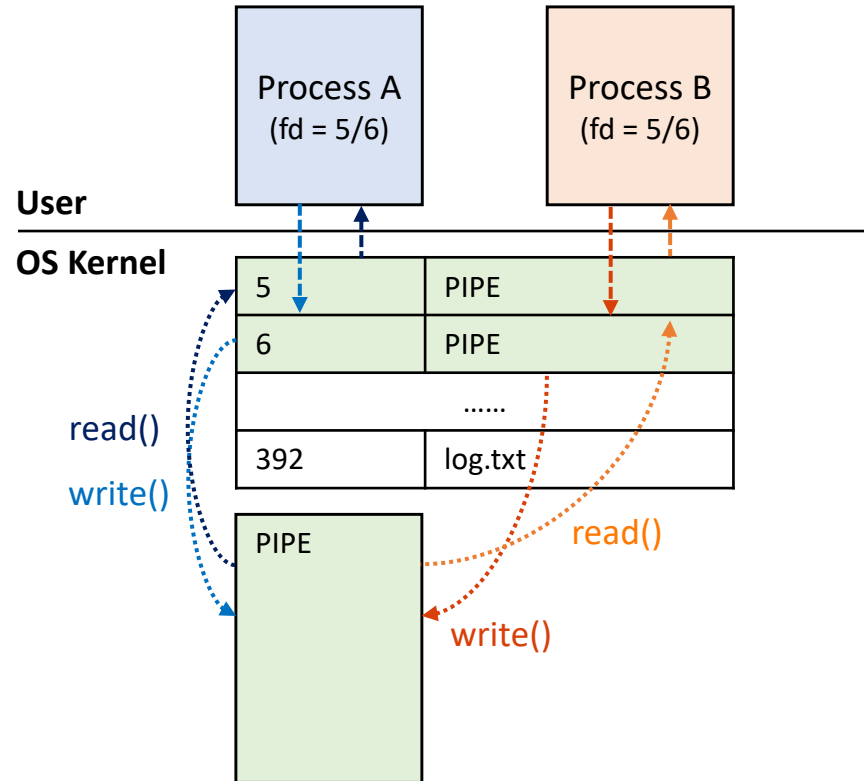 Process A
(fd = 5/6)
Process B
(fd = 5/6)
User
OS Kernel
5 PIPE
6 PIPE
......
392 log.txt
read()
write()
PIPE
read()
write()